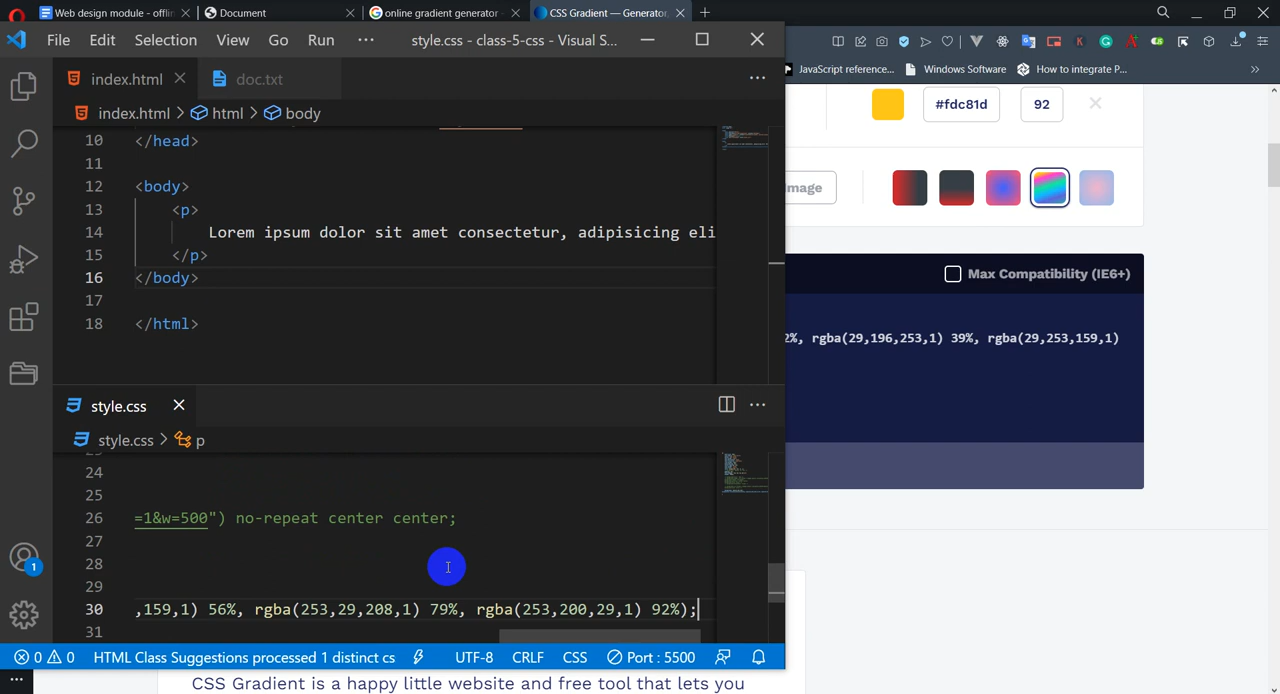 Web design module - offlin
Document
online gradient generator -
CSS Gradient — Generator,
File Edit Selection View Go Run ··· style.css - class-5-css - Visual S...
JavaScript reference... Windows Software How to integrate P...
index.html
doc.txt
index.html > html > body
10 </head>
11
12 <body>
13 <p>
14 Lorem ipsum dolor sit amet consectetur, adipisicing eli
15 </p>
16 </body>
17
18 </html>
#fdc81d 92
mage
Max Compatibility (IE6+)
2%, rgba(29,196,253,1) 39%, rgba(29,253,159,1)
style.css
style.css > p
24
25
26 =1&w=500") no-repeat center center;
27
28
29
30 ,159,1) 56%, rgba(253,29,208,1) 79%, rgba(253,200,29,1) 92%);
31
1
0 0 HTML Class Suggestions processed 1 distinct cs UTF-8 CRLF CSS Port : 5500
CSS Gradient is a happy little website and free tool that lets you